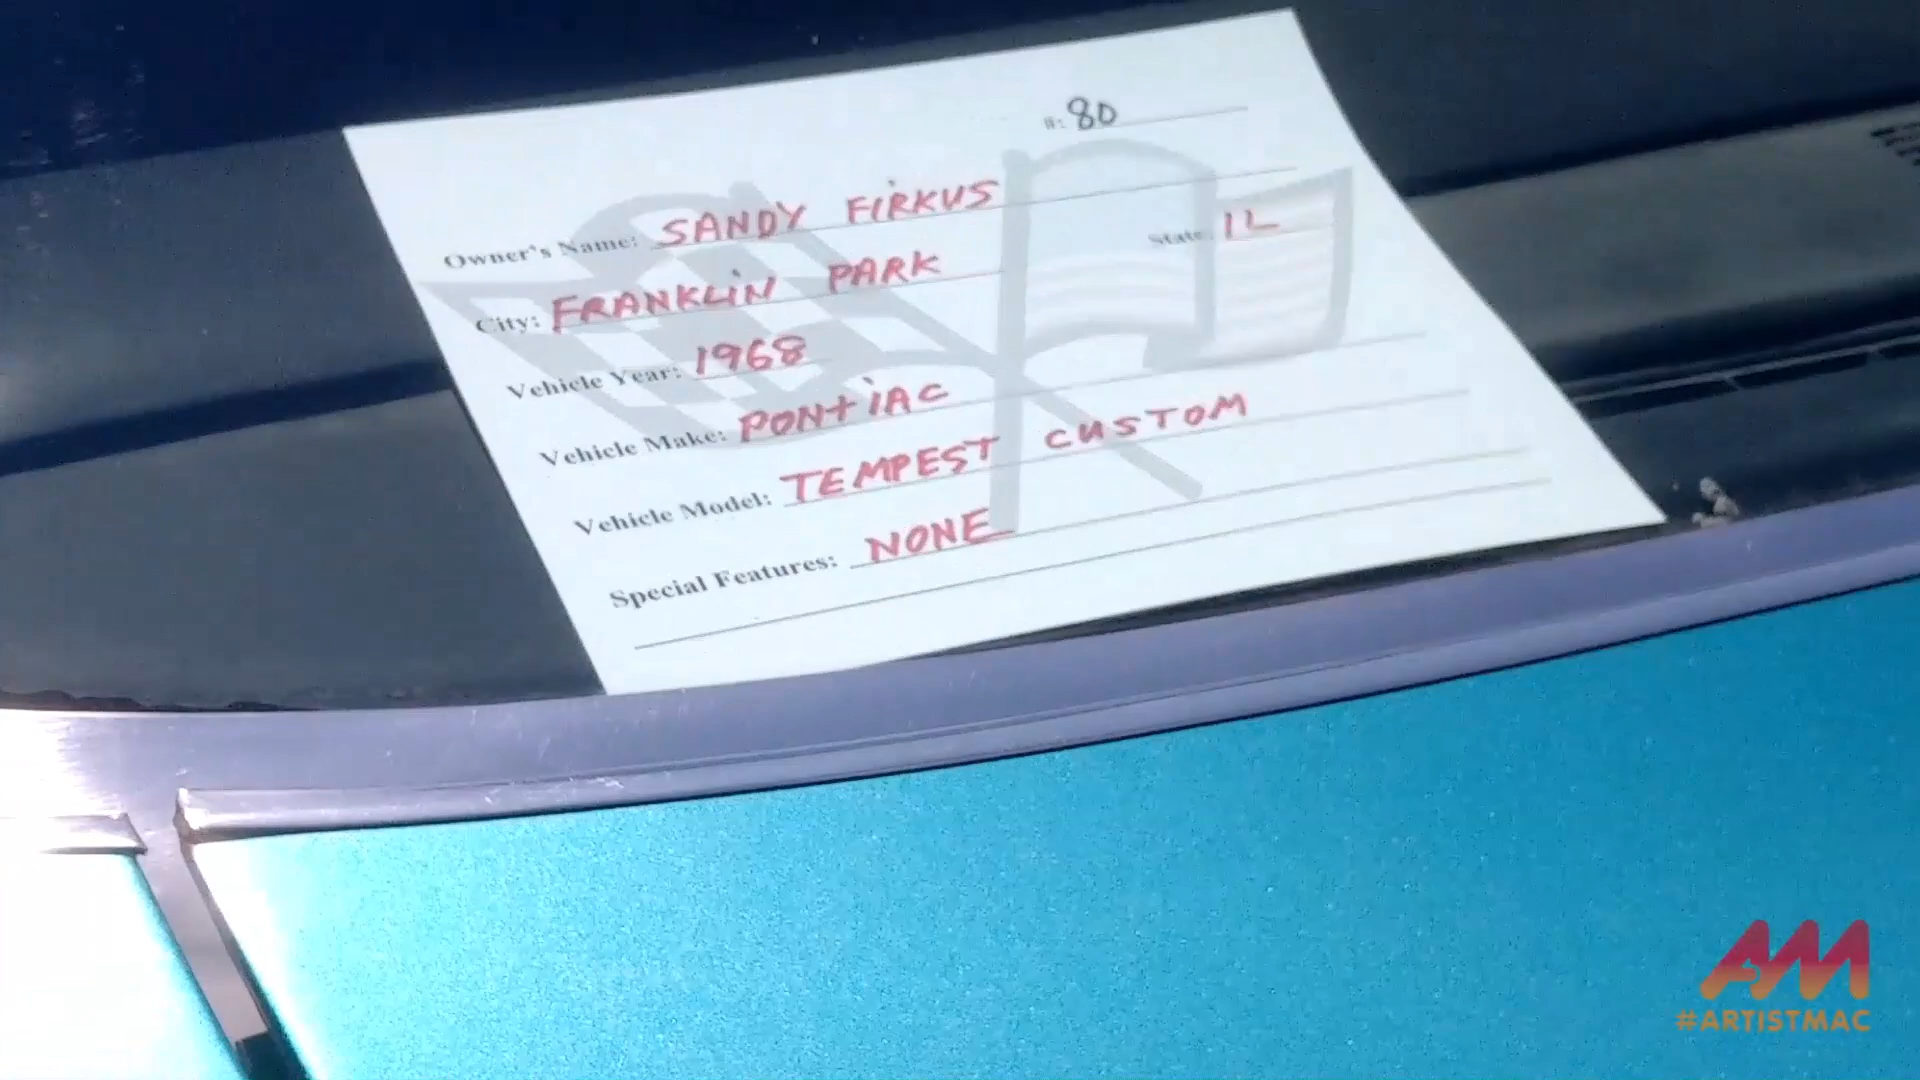 #: 80
Owner's Name: SANDY FIRKUS
City: FRANKLIN PARK State: IL
Vehicle Year: 1968
Vehicle Make: PONTIAC
Vehicle Model: TEMPEST CUSTOM
Special Features: NONE
AM
#ARTISTMAC